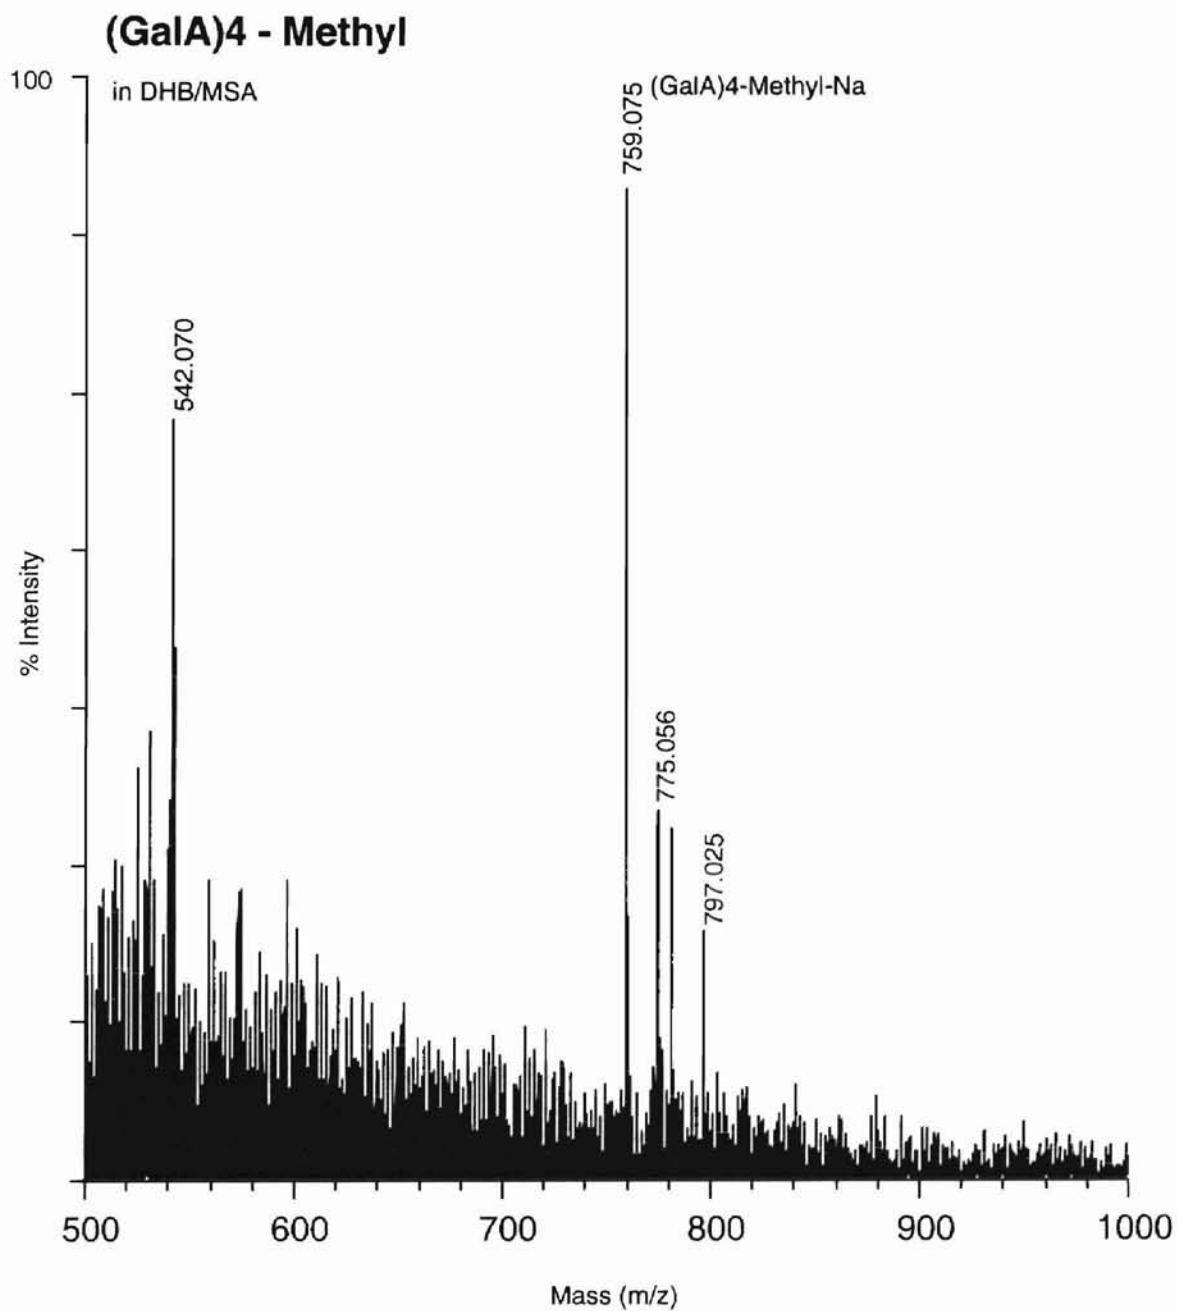 (GalA)4 - Methyl
100
in DHB/MSA
759.075
(GalA)4-Methyl-Na
542.070
775.056
797.025
% Intensity
500 600 700 800 900 1000
Mass (m/z)